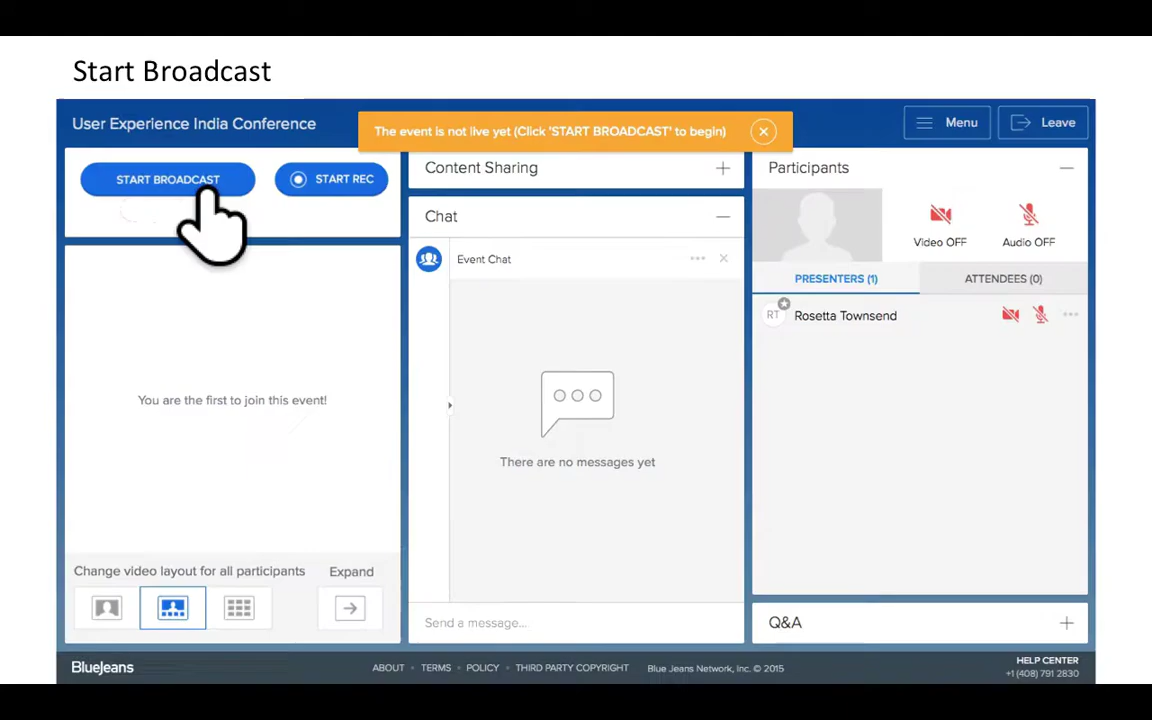 Start Broadcast
User Experience India Conference
The event is not live yet (Click 'START BROADCAST' to begin)
Menu
Leave
START BROADCAST
START REC
You are the first to join this event!
Change video layout for all participants
Expand
Content Sharing
Chat
Event Chat
There are no messages yet
Send a message...
Participants
Video OFF
Audio OFF
PRESENTERS (1)
ATTENDEES (0)
RT
Rosetta Townsend
Q&A
BlueJeans
ABOUT • TERMS • POLICY • THIRD PARTY COPYRIGHT
Blue Jeans Network, Inc. © 2015
HELP CENTER
+1 (408) 791 2830